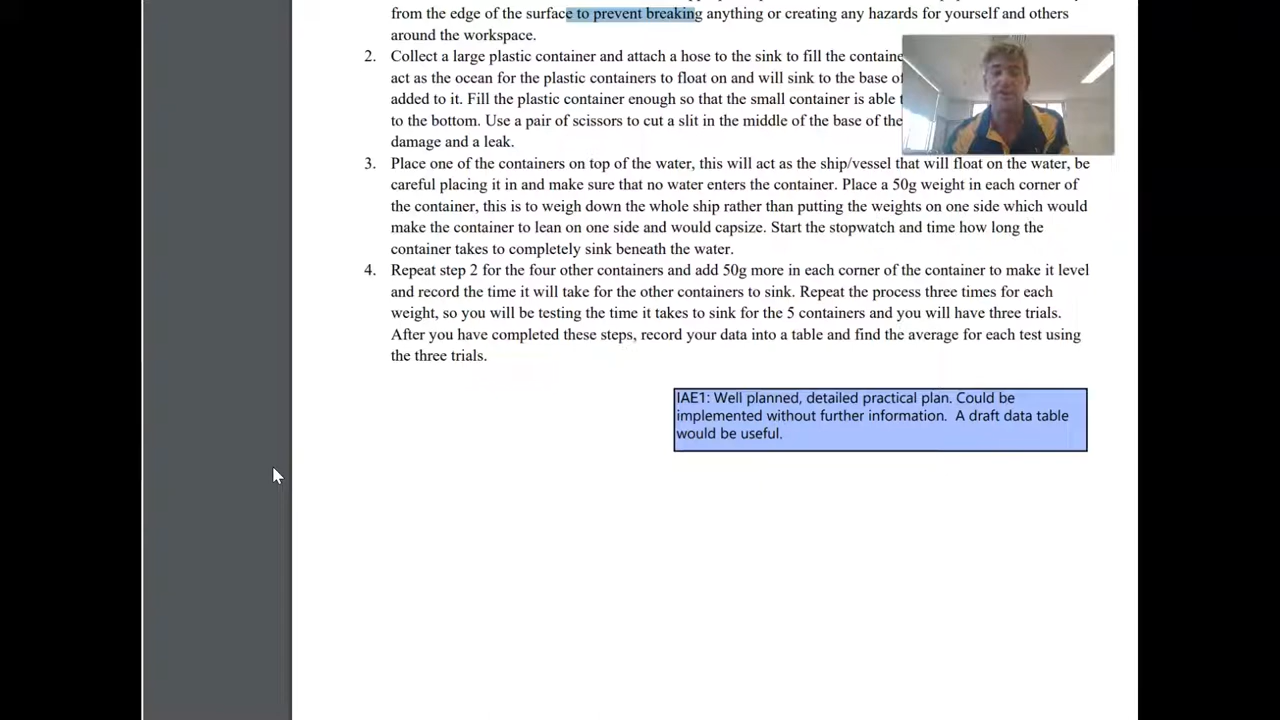 from the edge of the surface to prevent breaking anything or creating any hazards for yourself and others
around the workspace.
2. Collect a large plastic container and attach a hose to the sink to fill the containe
act as the ocean for the plastic containers to float on and will sink to the base of
added to it. Fill the plastic container enough so that the small container is able
to the bottom. Use a pair of scissors to cut a slit in the middle of the base of the
damage and a leak.
3. Place one of the containers on top of the water, this will act as the ship/vessel that will float on the water, be
careful placing it in and make sure that no water enters the container. Place a 50g weight in each corner of
the container, this is to weigh down the whole ship rather than putting the weights on one side which would
make the container to lean on one side and would capsize. Start the stopwatch and time how long the
container takes to completely sink beneath the water.
4. Repeat step 2 for the four other containers and add 50g more in each corner of the container to make it level
and record the time it will take for the other containers to sink. Repeat the process three times for each
weight, so you will be testing the time it takes to sink for the 5 containers and you will have three trials.
After you have completed these steps, record your data into a table and find the average for each test using
the three trials.
IAE1: Well planned, detailed practical plan. Could be
implemented without further information. A draft data table
would be useful.